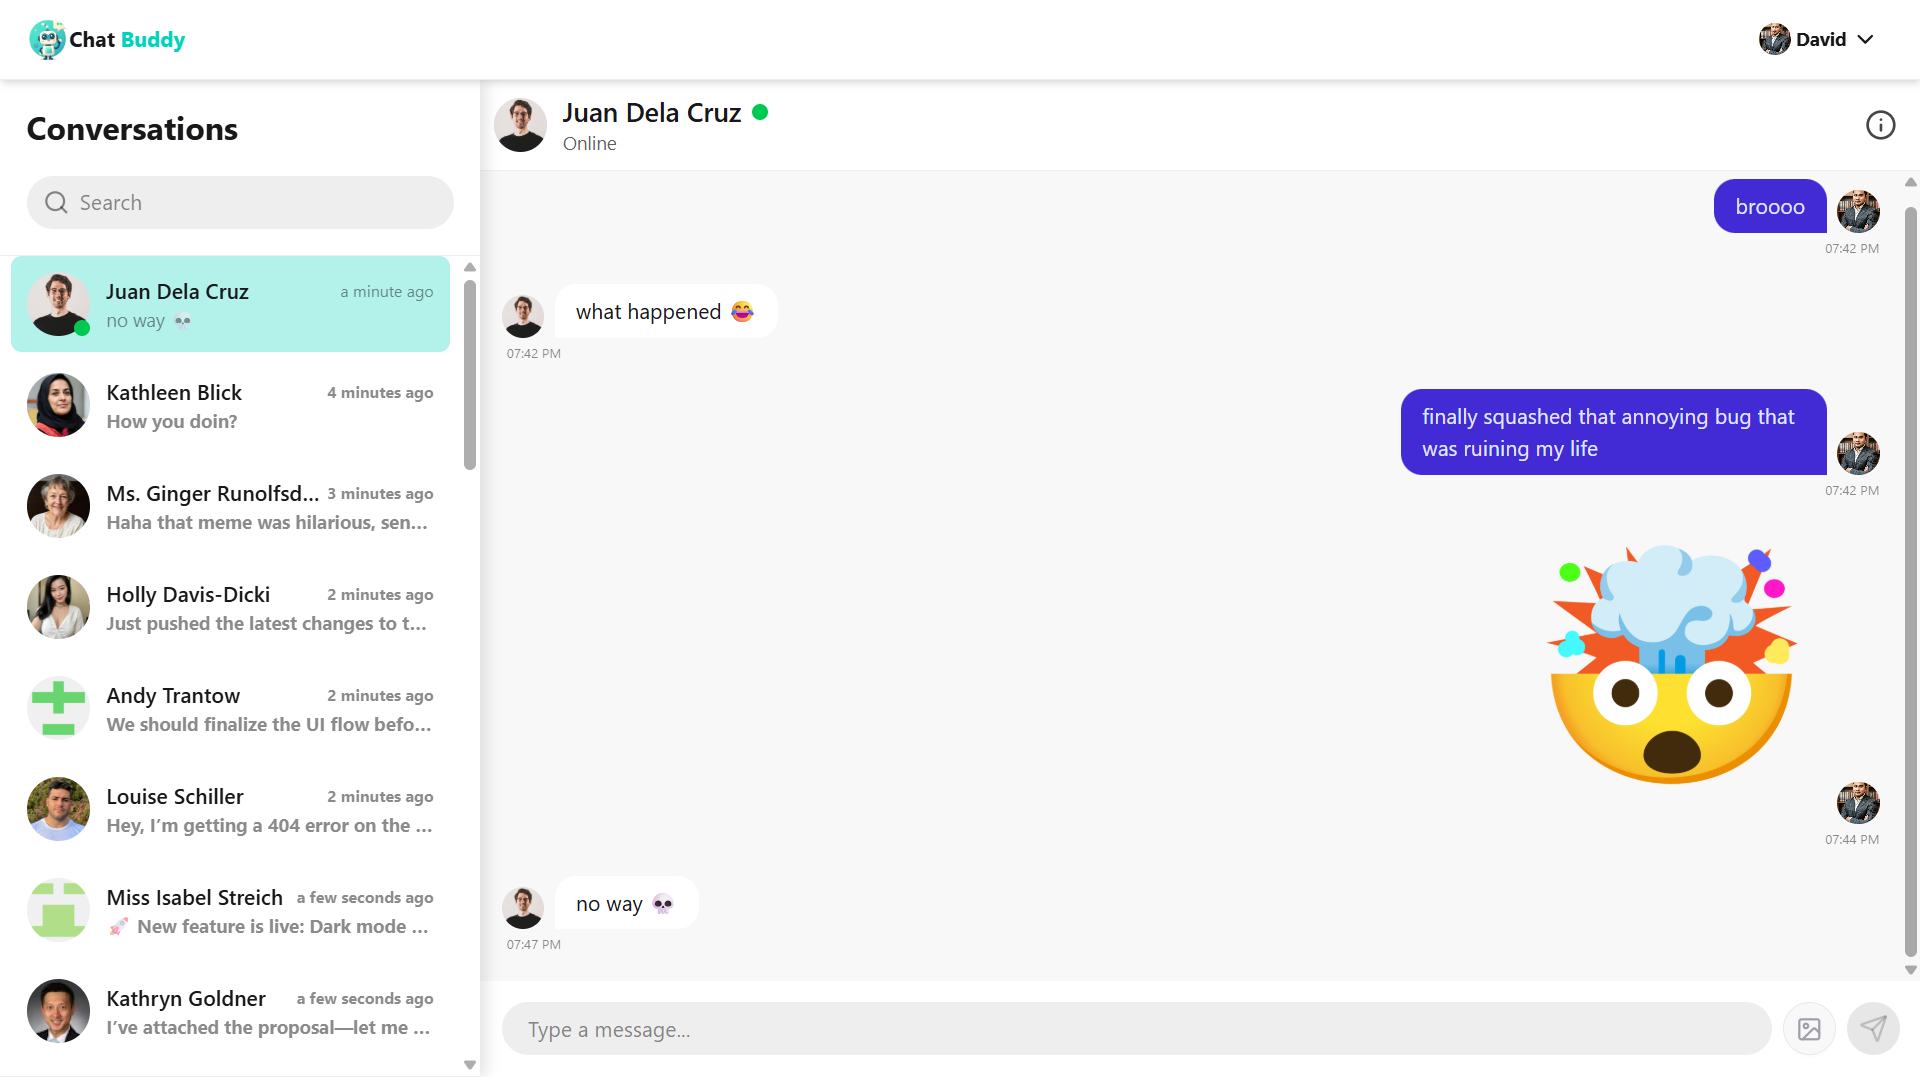 Chat Buddy
David
Conversations
Search
Juan Dela Cruz
a minute ago
no way 💀
Kathleen Blick
4 minutes ago
How you doin?
Ms. Ginger Runolfsd...
3 minutes ago
Haha that meme was hilarious, sen...
Holly Davis-Dicki
2 minutes ago
Just pushed the latest changes to t...
Andy Trantow
2 minutes ago
We should finalize the UI flow befo...
Louise Schiller
2 minutes ago
Hey, I’m getting a 404 error on the ...
Miss Isabel Streich
a few seconds ago
🚀 New feature is live: Dark mode ...
Kathryn Goldner
a few seconds ago
I’ve attached the proposal—let me ...
Juan Dela Cruz
Online
broooo
07:42 PM
what happened 😂
07:42 PM
finally squashed that annoying bug that
was ruining my life
07:42 PM
07:44 PM
no way 💀
07:47 PM
Type a message...